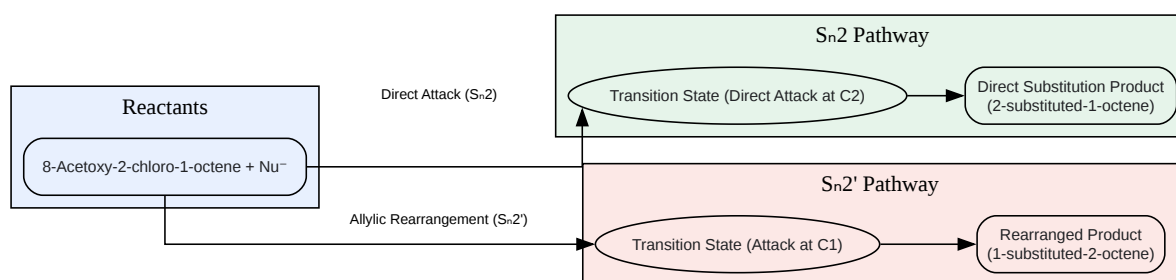 Sₙ2 Pathway
Direct Attack (Sₙ2)
Transition State (Direct Attack at C2)
Direct Substitution Product
(2-substituted-1-octene)
Reactants
8-Acetoxy-2-chloro-1-octene + Nu⁻
Sₙ2' Pathway
Allylic Rearrangement (Sₙ2')
Transition State (Attack at C1)
Rearranged Product
(1-substituted-2-octene)